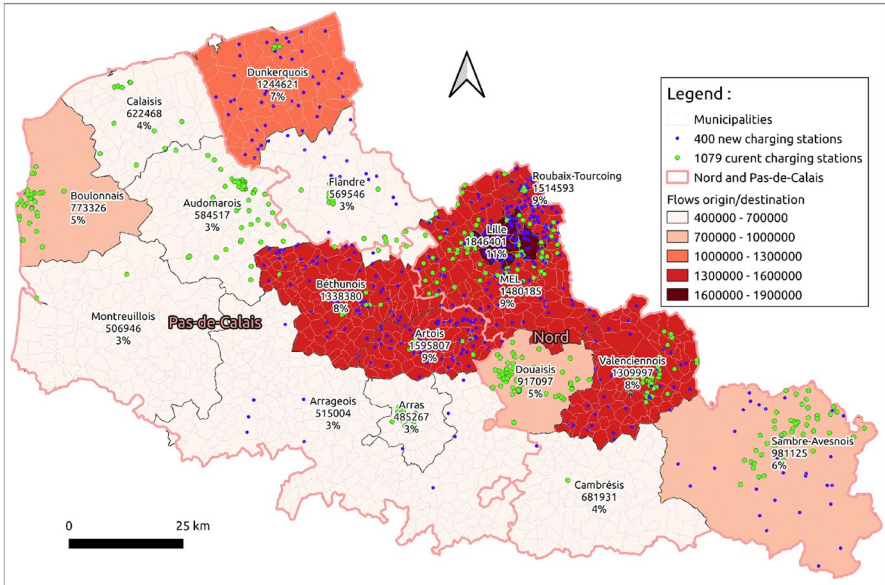 Dunkerquois
1244621
7%
Calaisis
622468
4%
Legend :
Municipalities
400 new charging stations
1079 curent charging stations
Nord and Pas-de-Calais
Flows origin/destination
400000 - 700000
700000 - 1000000
1000000 - 1300000
1300000 - 1600000
1600000 - 1900000
Boulonnais
773326
5%
Audomarois
584517
3%
Flandre
569546
3%
Roubaix-Tourcoing
1514593
9%
Lille
1846401
11%
MEL
1480185
9%
Béthunois
1338380
8%
Montreuillois
506946
3%
Pas-de-Calais
Artois
1595807
9%
Nord
Douaisis
917097
5%
Valenciennois
1309997
8%
Arrageois
515004
3%
Arras
485267
3%
Sambre-Avesnois
981125
6%
Cambrésis
681931
4%
0
25 km